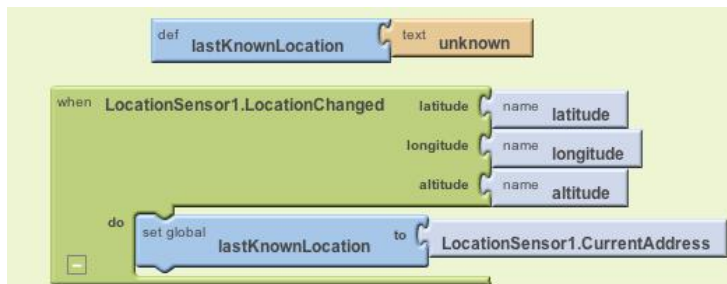 def lastKnownLocation text unknown
when LocationSensor1.LocationChanged latitude name latitude
longitude name longitude
altitude name altitude
do set global lastKnownLocation to LocationSensor1.CurrentAddress